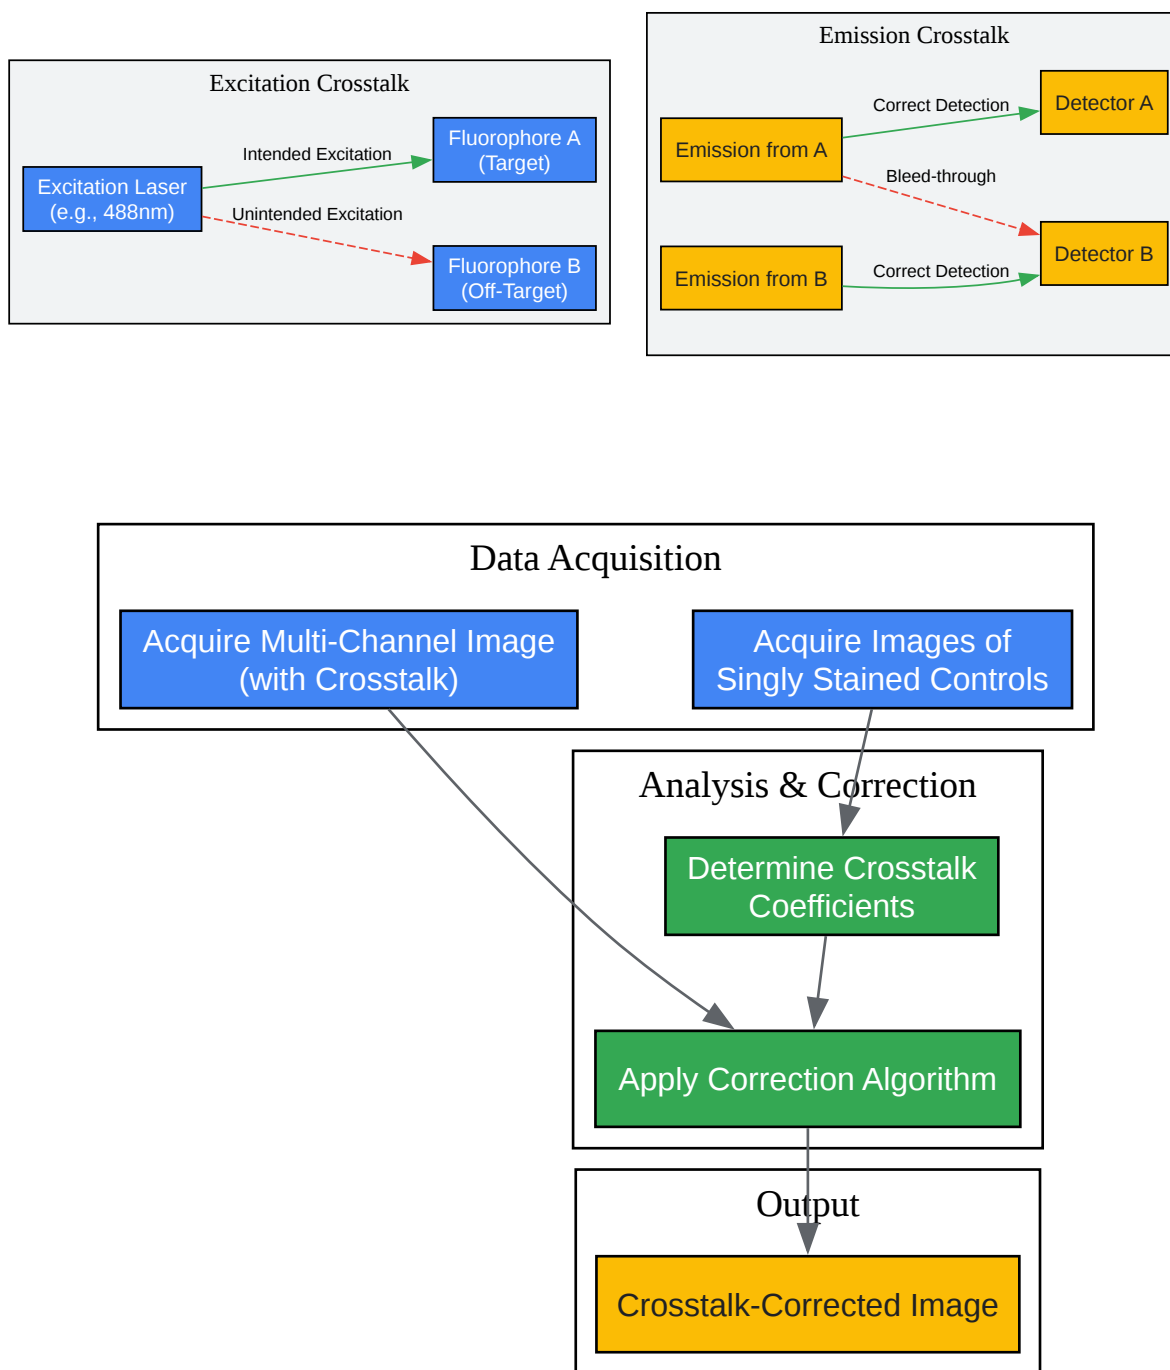 Excitation Crosstalk
Excitation Laser
(e.g., 488nm)
Intended Excitation
Unintended Excitation
Fluorophore A
(Target)
Fluorophore B
(Off-Target)
Emission Crosstalk
Emission from A
Emission from B
Correct Detection
Bleed-through
Correct Detection
Detector A
Detector B
Data Acquisition
Acquire Multi-Channel Image
(with Crosstalk)
Acquire Images of
Singly Stained Controls
Analysis & Correction
Determine Crosstalk
Coefficients
Apply Correction Algorithm
Output
Crosstalk-Corrected Image